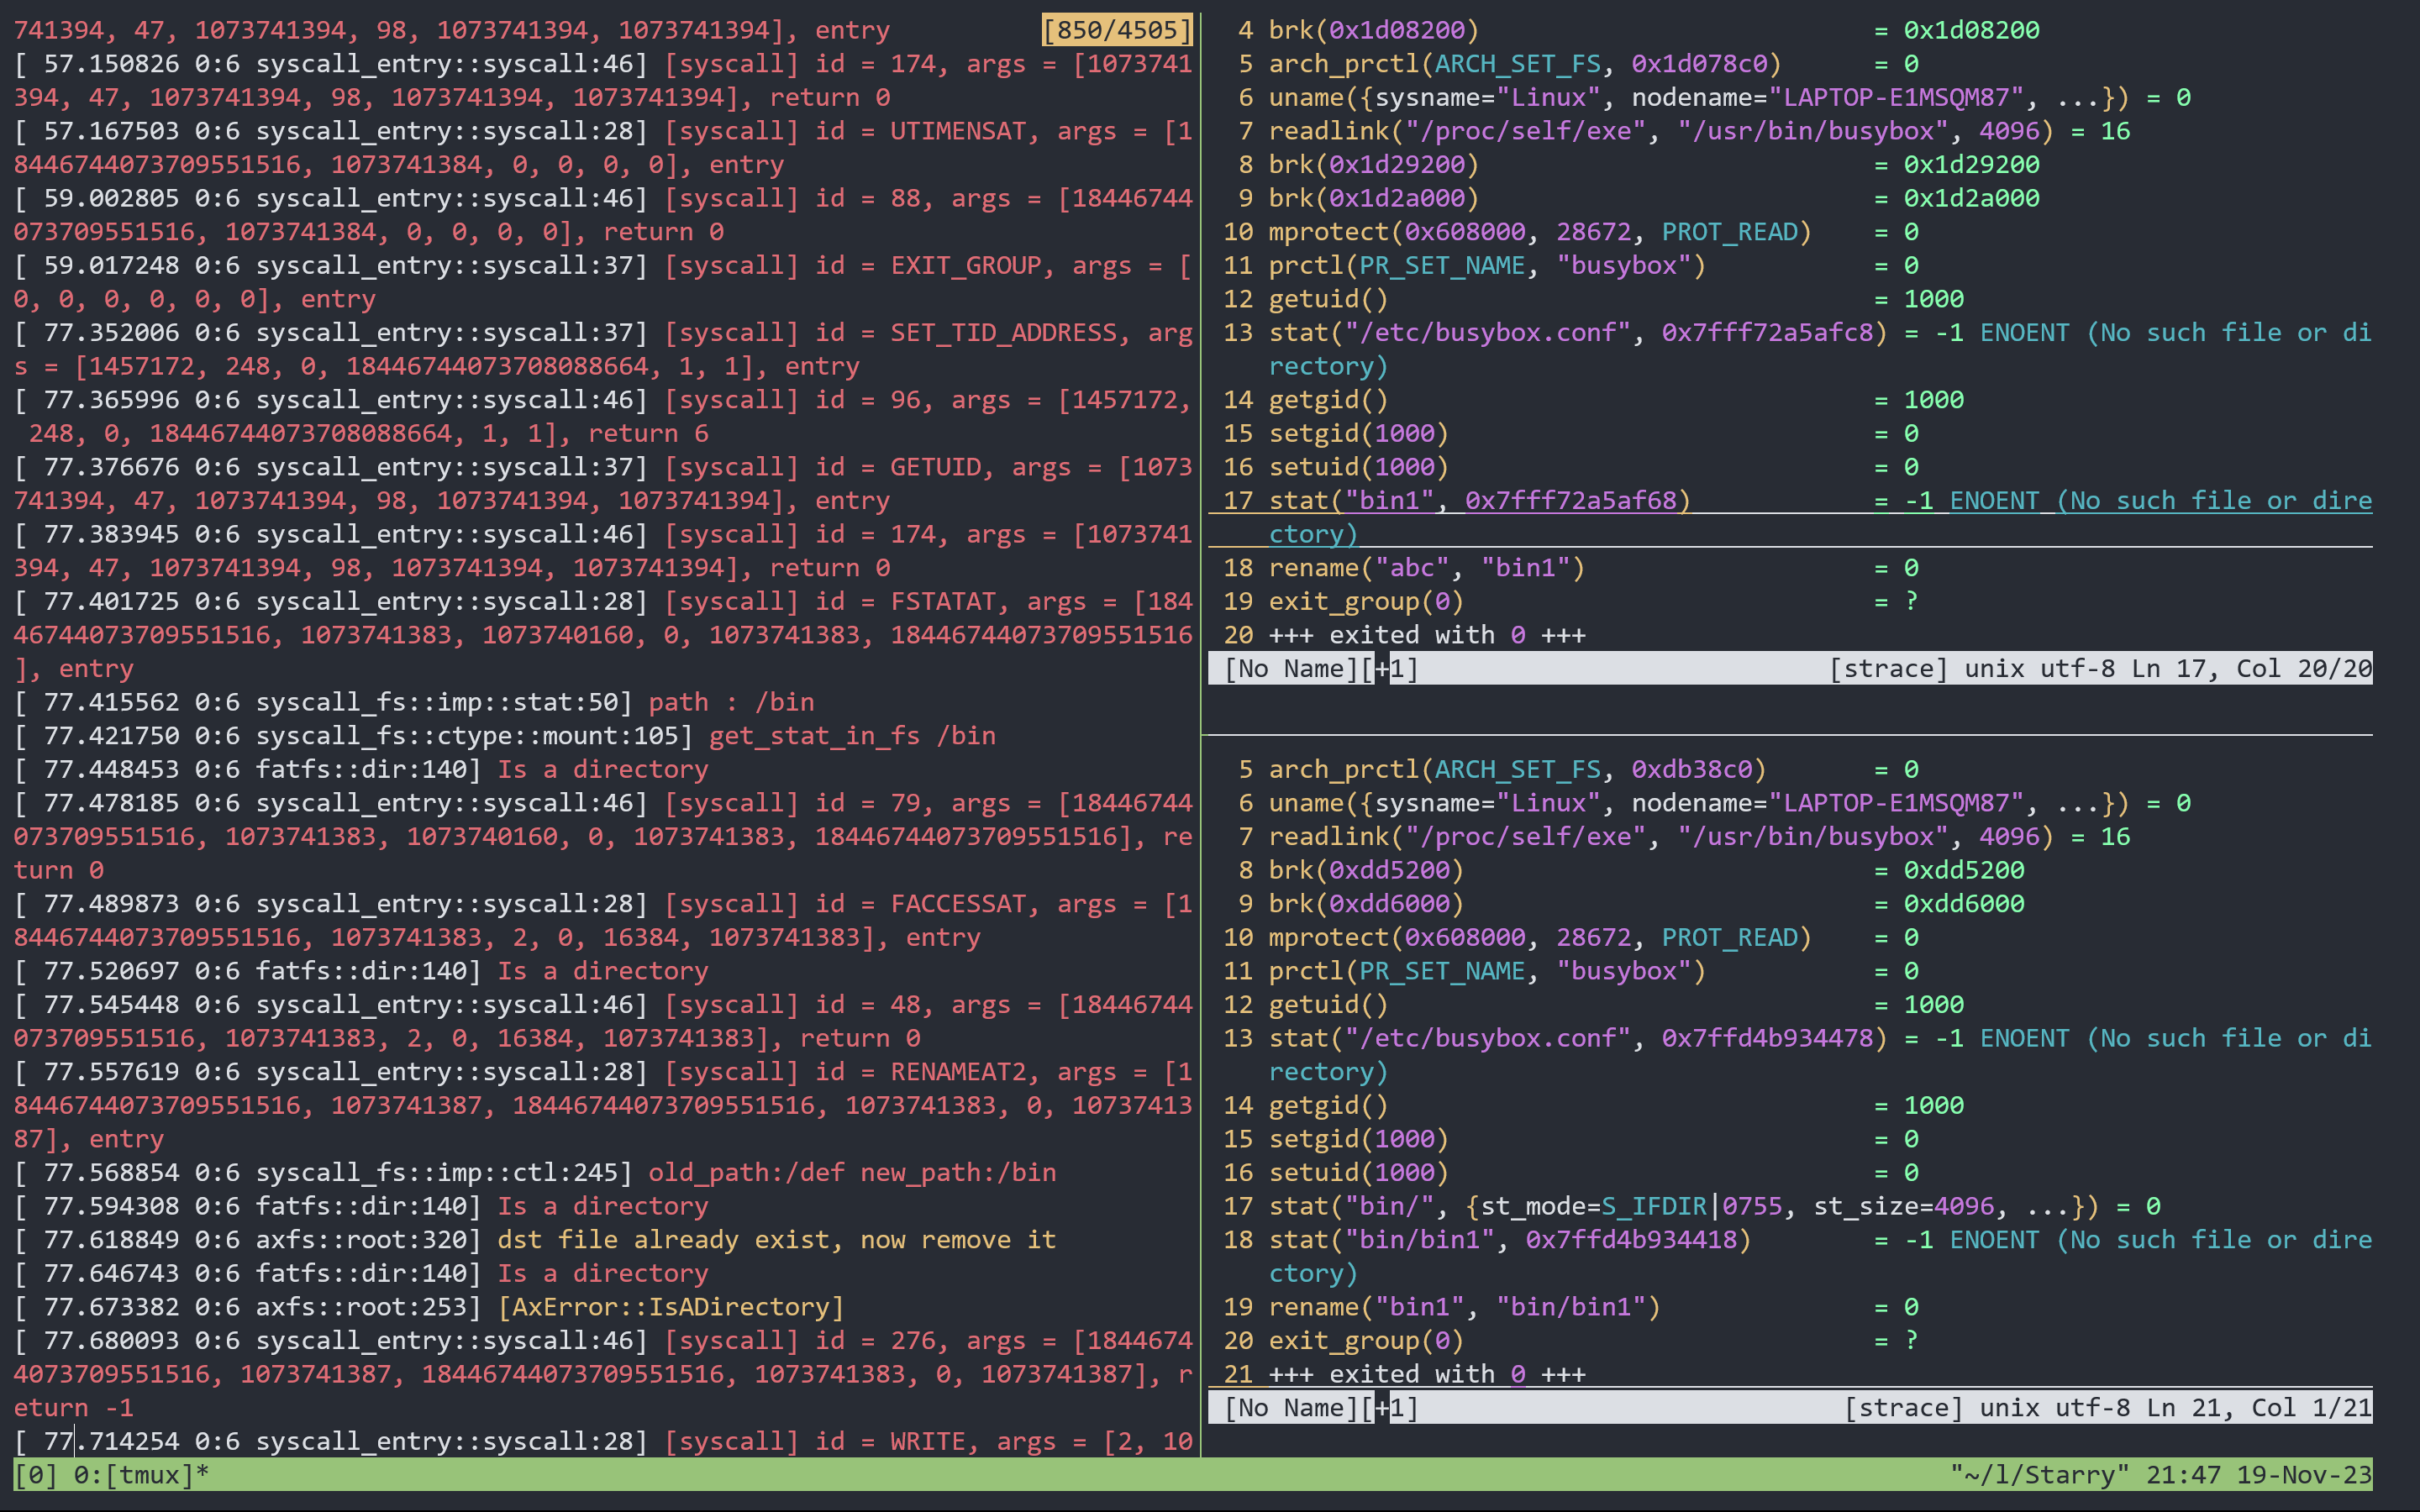 741394, 47, 1073741394, 98, 1073741394, 1073741394], entry [850/4505]
[ 57.150826 0:6 syscall_entry::syscall:46] [syscall] id = 174, args = [1073741
394, 47, 1073741394, 98, 1073741394, 1073741394], return 0
[ 57.167503 0:6 syscall_entry::syscall:28] [syscall] id = UTIMENSAT, args = [1
8446744073709551516, 1073741384, 0, 0, 0, 0], entry
[ 59.002805 0:6 syscall_entry::syscall:46] [syscall] id = 88, args = [18446744
073709551516, 1073741384, 0, 0, 0, 0], return 0
[ 59.017248 0:6 syscall_entry::syscall:37] [syscall] id = EXIT_GROUP, args = [
0, 0, 0, 0, 0, 0], entry
[ 77.352006 0:6 syscall_entry::syscall:37] [syscall] id = SET_TID_ADDRESS, arg
s = [1457172, 248, 0, 18446744073708088664, 1, 1], entry
[ 77.365996 0:6 syscall_entry::syscall:46] [syscall] id = 96, args = [1457172,
 248, 0, 18446744073708088664, 1, 1], return 6
[ 77.376676 0:6 syscall_entry::syscall:37] [syscall] id = GETUID, args = [1073
741394, 47, 1073741394, 98, 1073741394, 1073741394], entry
[ 77.383945 0:6 syscall_entry::syscall:46] [syscall] id = 174, args = [1073741
394, 47, 1073741394, 98, 1073741394, 1073741394], return 0
[ 77.401725 0:6 syscall_entry::syscall:28] [syscall] id = FSTATAT, args = [184
46744073709551516, 1073741383, 1073740160, 0, 1073741383, 18446744073709551516
], entry
[ 77.415562 0:6 syscall_fs::imp::stat:50] path : /bin
[ 77.421750 0:6 syscall_fs::ctype::mount:105] get_stat_in_fs /bin
[ 77.448453 0:6 fatfs::dir:140] Is a directory
[ 77.478185 0:6 syscall_entry::syscall:46] [syscall] id = 79, args = [18446744
073709551516, 1073741383, 1073740160, 0, 1073741383, 18446744073709551516], re
turn 0
[ 77.489873 0:6 syscall_entry::syscall:28] [syscall] id = FACCESSAT, args = [1
8446744073709551516, 1073741383, 2, 0, 16384, 1073741383], entry
[ 77.520697 0:6 fatfs::dir:140] Is a directory
[ 77.545448 0:6 syscall_entry::syscall:46] [syscall] id = 48, args = [18446744
073709551516, 1073741383, 2, 0, 16384, 1073741383], return 0
[ 77.557619 0:6 syscall_entry::syscall:28] [syscall] id = RENAMEAT2, args = [1
8446744073709551516, 1073741387, 18446744073709551516, 1073741383, 0, 10737413
87], entry
[ 77.568854 0:6 syscall_fs::imp::ctl:245] old_path:/def new_path:/bin
[ 77.594308 0:6 fatfs::dir:140] Is a directory
[ 77.618849 0:6 axfs::root:320] dst file already exist, now remove it
[ 77.646743 0:6 fatfs::dir:140] Is a directory
[ 77.673382 0:6 axfs::root:253] [AxError::IsADirectory]
[ 77.680093 0:6 syscall_entry::syscall:46] [syscall] id = 276, args = [1844674
4073709551516, 1073741387, 18446744073709551516, 1073741383, 0, 1073741387], r
eturn -1
[ 77.714254 0:6 syscall_entry::syscall:28] [syscall] id = WRITE, args = [2, 10
4 brk(0x1d08200) = 0x1d08200
5 arch_prctl(ARCH_SET_FS, 0x1d078c0) = 0
6 uname({sysname="Linux", nodename="LAPTOP-E1MSQM87", ...}) = 0
7 readlink("/proc/self/exe", "/usr/bin/busybox", 4096) = 16
8 brk(0x1d29200) = 0x1d29200
9 brk(0x1d2a000) = 0x1d2a000
10 mprotect(0x608000, 28672, PROT_READ) = 0
11 prctl(PR_SET_NAME, "busybox") = 0
12 getuid() = 1000
13 stat("/etc/busybox.conf", 0x7fff72a5afc8) = -1 ENOENT (No such file or di
rectory)
14 getgid() = 1000
15 setgid(1000) = 0
16 setuid(1000) = 0
17 stat("bin1", 0x7fff72a5af68) = -1 ENOENT (No such file or dire
ctory)
18 rename("abc", "bin1") = 0
19 exit_group(0) = ?
20 +++ exited with 0 +++
[No Name][+1] [strace] unix utf-8 Ln 17, Col 20/20
5 arch_prctl(ARCH_SET_FS, 0xdb38c0) = 0
6 uname({sysname="Linux", nodename="LAPTOP-E1MSQM87", ...}) = 0
7 readlink("/proc/self/exe", "/usr/bin/busybox", 4096) = 16
8 brk(0xdd5200) = 0xdd5200
9 brk(0xdd6000) = 0xdd6000
10 mprotect(0x608000, 28672, PROT_READ) = 0
11 prctl(PR_SET_NAME, "busybox") = 0
12 getuid() = 1000
13 stat("/etc/busybox.conf", 0x7ffd4b934478) = -1 ENOENT (No such file or di
rectory)
14 getgid() = 1000
15 setgid(1000) = 0
16 setuid(1000) = 0
17 stat("bin/", {st_mode=S_IFDIR|0755, st_size=4096, ...}) = 0
18 stat("bin/bin1", 0x7ffd4b934418) = -1 ENOENT (No such file or dire
ctory)
19 rename("bin1", "bin/bin1") = 0
20 exit_group(0) = ?
21 +++ exited with 0 +++
[No Name][+1] [strace] unix utf-8 Ln 21, Col 1/21
[0] 0:[tmux]* "~/l/Starry" 21:47 19-Nov-23